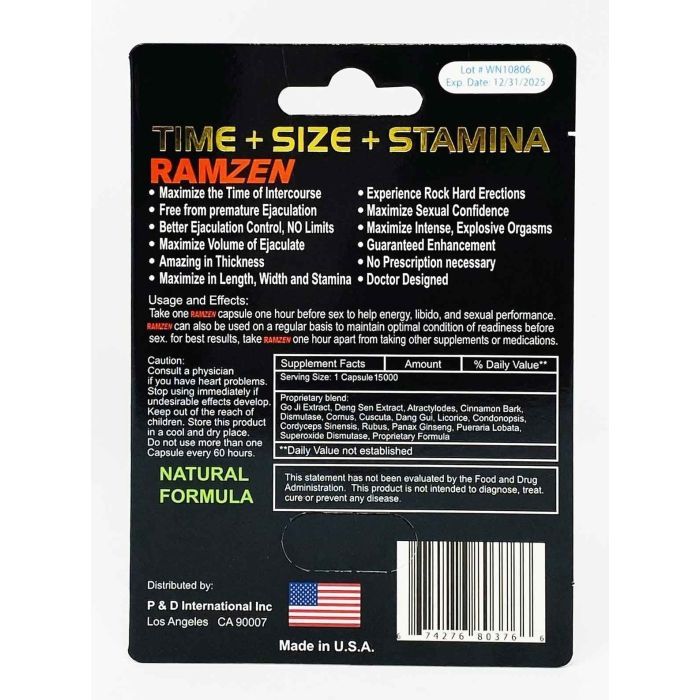 Lot # WN10806
Exp. Date: 12/31/2025
TIME + SIZE + STAMINA
RAMZEN
• Maximize the Time of Intercourse
• Free from premature Ejaculation
• Better Ejaculation Control, NO Limits
• Maximize Volume of Ejaculate
• Amazing in Thickness
• Maximize in Length, Width and Stamina
• Experience Rock Hard Erections
• Maximize Sexual Confidence
• Maximize Intense, Explosive Orgasms
• Guaranteed Enhancement
• No Prescription necessary
• Doctor Designed
Usage and Effects:
Take one RAMZEN capsule one hour before sex to help energy, libido, and sexual performance.
RAMZEN can also be used on a regular basis to maintain optimal condition of readiness before
sex. for best results, take RAMZEN one hour apart from taking other supplements or medications.
Caution:
Consult a physician
if you have heart problems.
Stop using immediately if
undesirable effects develop.
Keep out of the reach of
children. Store this product
in a cool and dry place.
Do not use more than one
Capsule every 60 hours.
NATURAL
FORMULA
Supplement Facts Amount % Daily Value**
Serving Size: 1 Capsule 15000
Proprietary blend:
Go Ji Extract, Deng Sen Extract, Atractylodes, Cinnamon Bark,
Dismutase, Cornus, Cuscuta, Dang Gui, Licorice, Condonopsis,
Cordyceps Sinensis, Rubus, Panax Ginseng, Pueraria Lobata,
Superoxide Dismutase, Proprietary Formula
**Daily Value not established
This statement has not been evaluated by the Food and Drug
Administration. This product is not intended to diagnose, treat.
cure or prevent any disease.
Distributed by:
P & D International Inc
Los Angeles CA 90007
Made in U.S.A.
6 74276 80376 6